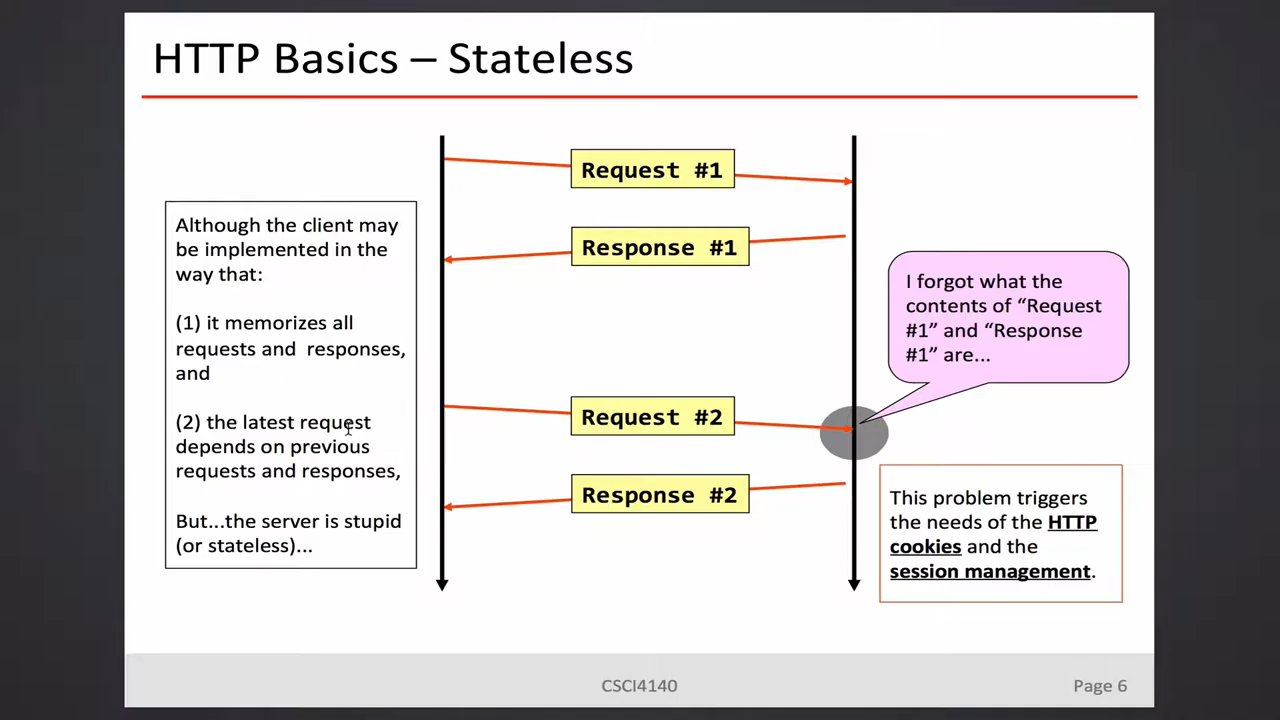 HTTP Basics – Stateless
Request #1
Response #1
Although the client may
be implemented in the
way that:
(1) it memorizes all
requests and responses,
and
(2) the latest request
depends on previous
requests and responses,
But...the server is stupid
(or stateless)...
I forgot what the
contents of “Request
#1” and “Response
#1” are...
Request #2
Response #2
This problem triggers
the needs of the HTTP
cookies and the
session management.
CSCI4140
Page 6